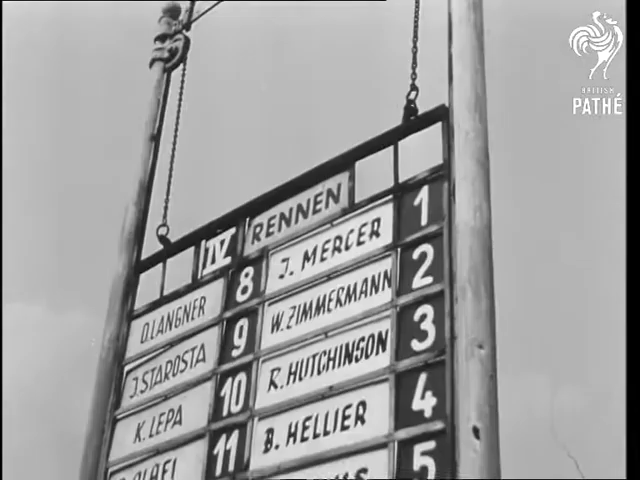 BRITISH
PATHÉ
IV RENNEN
8 J. MERCER 1
O. LANGNER 9 W. ZIMMERMANN 2
J. STAROSTA 10 R. HUTCHINSON 3
K. LEPA 11 B. HELLIER 4
5